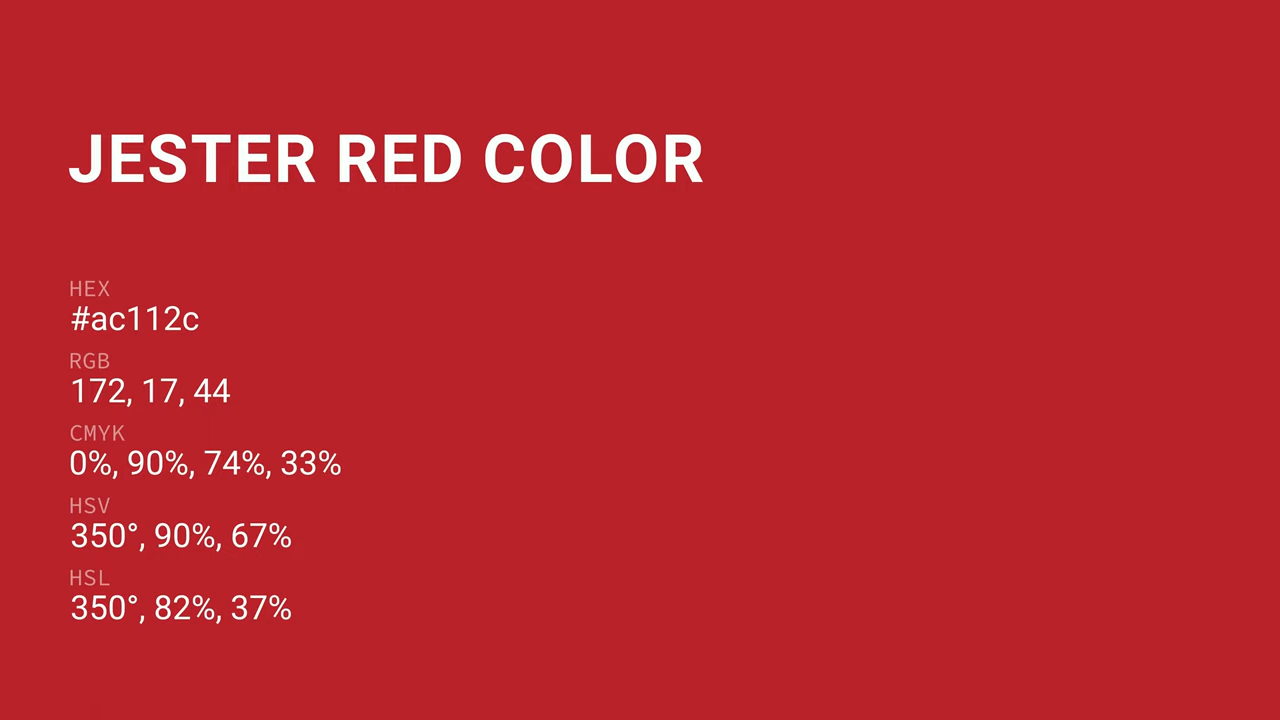 JESTER RED COLOR
HEX
#ac112c
RGB
172, 17, 44
CMYK
0%, 90%, 74%, 33%
HSV
350°, 90%, 67%
HSL
350°, 82%, 37%